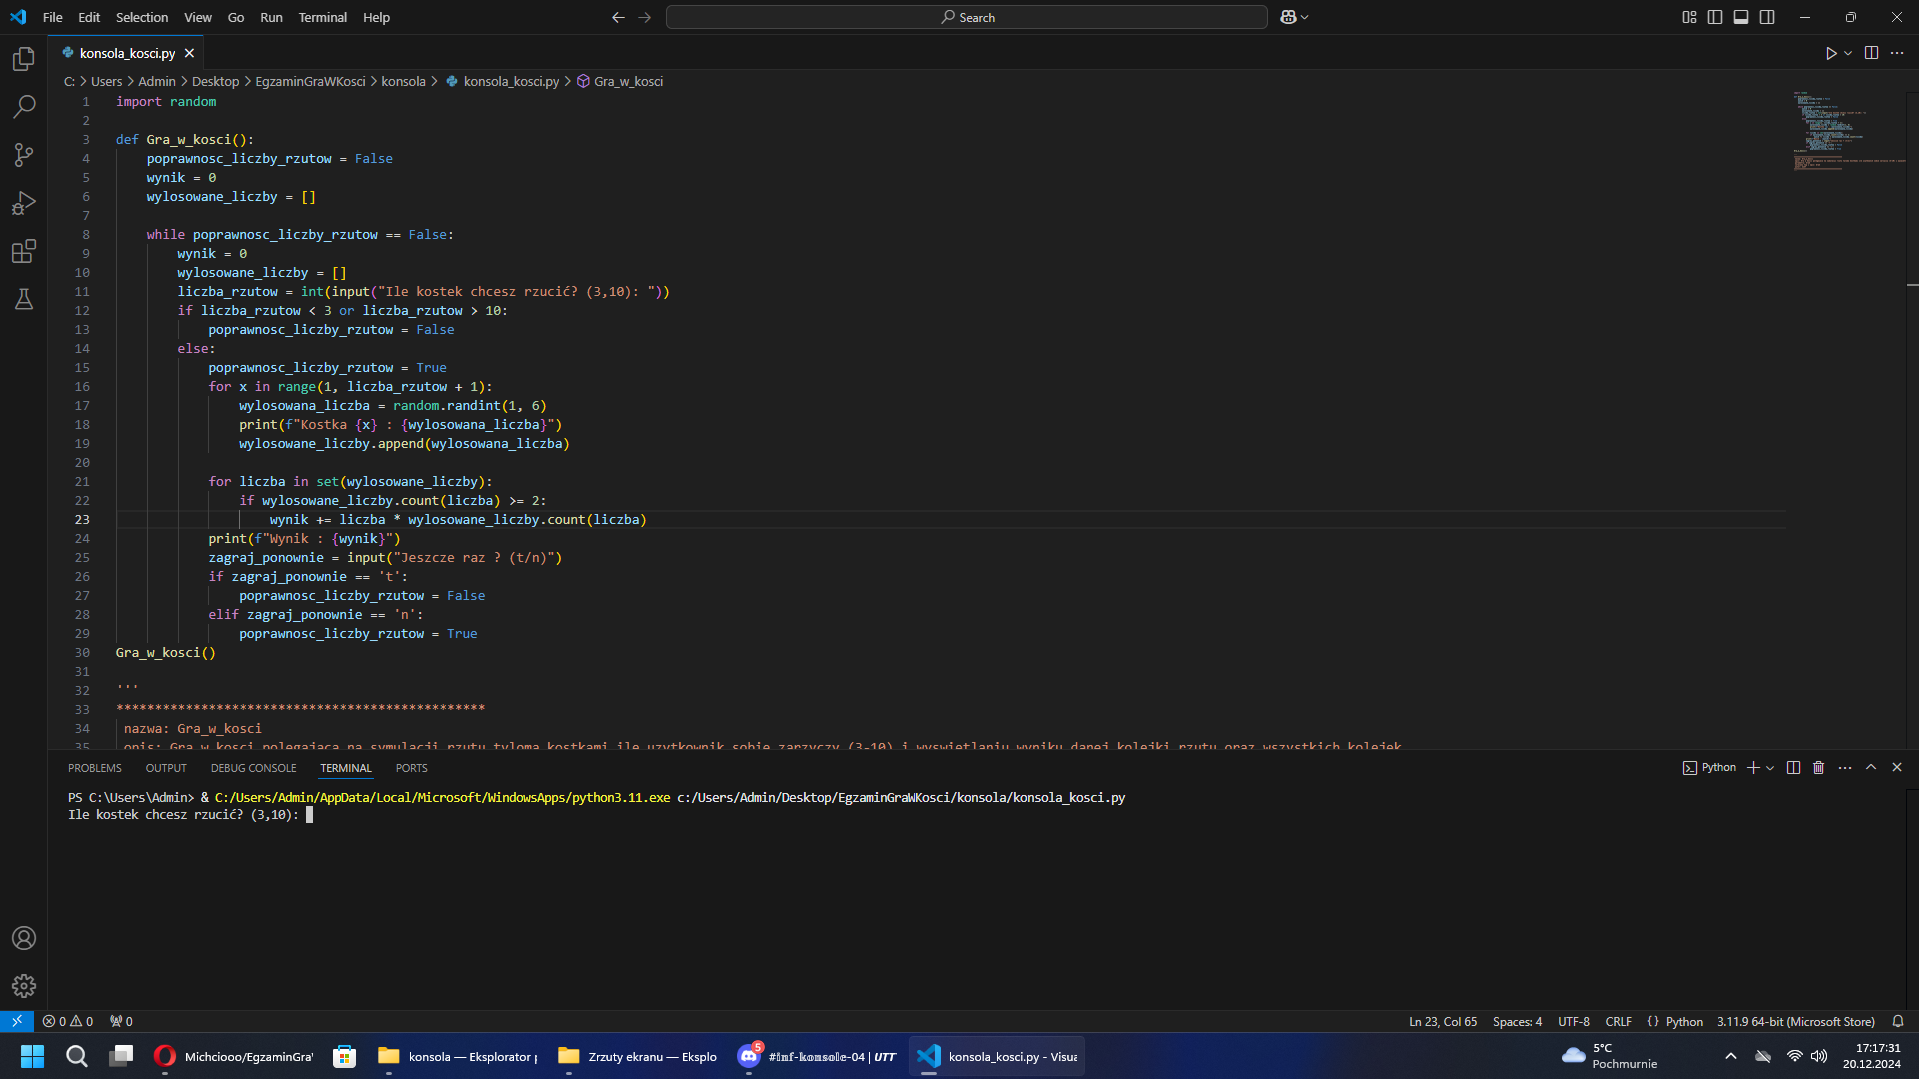 File Edit Selection View Go Run Terminal Help
Search
konsola_kosci.py
C: > Users > Admin > Desktop > EgzaminGraWKosci > konsola > konsola_kosci.py > Gra_w_kosci
1 import random
2
3 def Gra_w_kosci():
4 poprawnosc_liczby_rzutow = False
5 wynik = 0
6 wylosowane_liczby = []
7
8 while poprawnosc_liczby_rzutow == False:
9 wynik = 0
10 wylosowane_liczby = []
11 liczba_rzutow = int(input("Ile kostek chcesz rzucić? (3,10): "))
12 if liczba_rzutow < 3 or liczba_rzutow > 10:
13 poprawnosc_liczby_rzutow = False
14 else:
15 poprawnosc_liczby_rzutow = True
16 for x in range(1, liczba_rzutow + 1):
17 wylosowana_liczba = random.randint(1, 6)
18 print(f"Kostka {x} : {wylosowana_liczba}")
19 wylosowane_liczby.append(wylosowana_liczba)
20
21 for liczba in set(wylosowane_liczby):
22 if wylosowane_liczby.count(liczba) >= 2:
23 wynik += liczba * wylosowane_liczby.count(liczba)
24 print(f"Wynik : {wynik}")
25 zagraj_ponownie = input("Jeszcze raz ? (t/n)")
26 if zagraj_ponownie == 't':
27 poprawnosc_liczby_rzutow = False
28 elif zagraj_ponownie == 'n':
29 poprawnosc_liczby_rzutow = True
30 Gra_w_kosci()
31
32 '''
33 ************************************************
34 nazwa: Gra_w_kosci
35 opis: Gra w kosci polegajaca na symulacji rzutu tyloma kostkami ile uzytkownik sobie zarzyczy (3-10) i wyswietlaniu wyniku danej kolejki rzutu oraz wszystkich kolejek
PROBLEMS OUTPUT DEBUG CONSOLE TERMINAL PORTS
Python
PS C:\Users\Admin> & C:/Users/Admin/AppData/Local/Microsoft/WindowsApps/python3.11.exe c:/Users/Admin/Desktop/EgzaminGraWKosci/konsola/konsola_kosci.py
Ile kostek chcesz rzucić? (3,10):
0 0 0
Ln 23, Col 65 Spaces: 4 UTF-8 CRLF {} Python 3.11.9 64-bit (Microsoft Store)
Michciooo/EgzaminGra
konsola — Eksplorator
Zrzuty ekranu — Eksplo
5
#inf-konsole-04 | UTT
konsola_kosci.py - Visua
5°C
Pochmurnie
17:17:31
20.12.2024